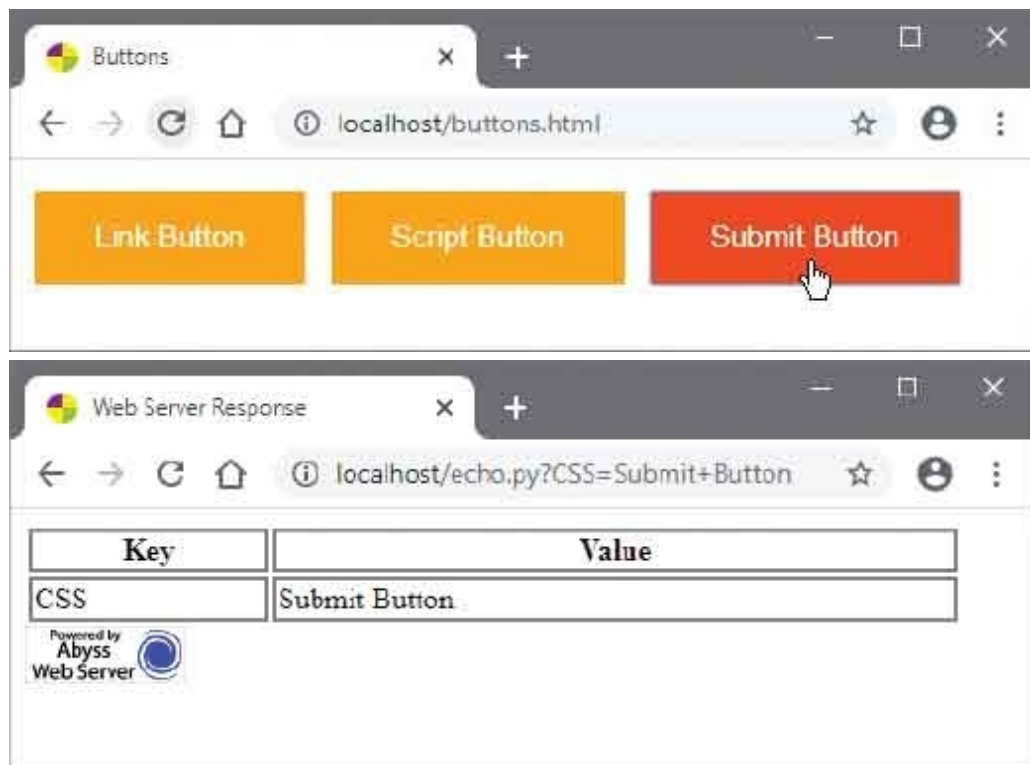 Buttons
localhost/buttons.html
Link Button Script Button Submit Button
Web Server Response
localhost/echo.py?CSS=Submit+Button
Key Value
CSS Submit Button
Powered by
Abyss
Web Server